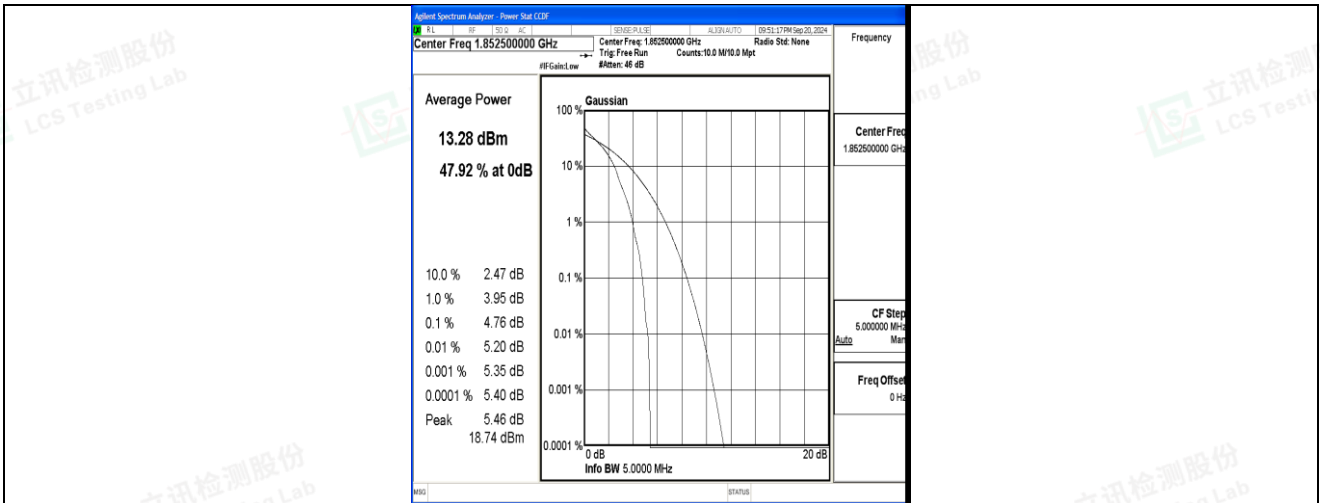 Agilent Spectrum Analyzer - Power Stat CCDF
RL RF 50 Ω AC SENSE:PULSE ALIGN AUTO 09:51:17 PM Sep 20, 2024
Center Freq 1.852500000 GHz
Center Freq: 1.852500000 GHz Radio Std: None
Trig: Free Run Counts:10.0 M/10.0 Mpt
#IFGain:Low #Atten: 46 dB
Frequency
Average Power
13.28 dBm
47.92 % at 0dB
10.0 % 2.47 dB
1.0 % 3.95 dB
0.1 % 4.76 dB
0.01 % 5.20 dB
0.001 % 5.35 dB
0.0001 % 5.40 dB
Peak 5.46 dB
18.74 dBm
Gaussian
100 %
10 %
1 %
0.1 %
0.01 %
0.001 %
0.0001 %
0 dB 20 dB
Info BW 5.0000 MHz
Center Freq
1.852500000 GHz
CF Step
5.000000 MHz
Auto Man
Freq Offset
0 Hz
MSG STATUS
立讯检测股份
LCS Testing Lab
立讯检测股份
LCS Testing Lab